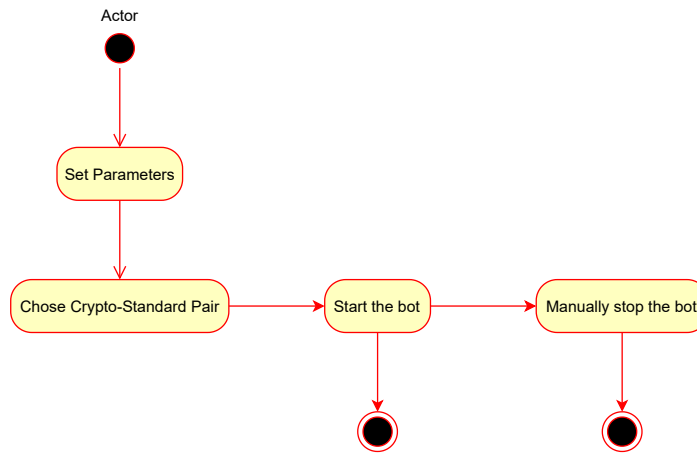 Actor
Set Parameters
Chose Crypto-Standard Pair
Start the bot
Manually stop the bot